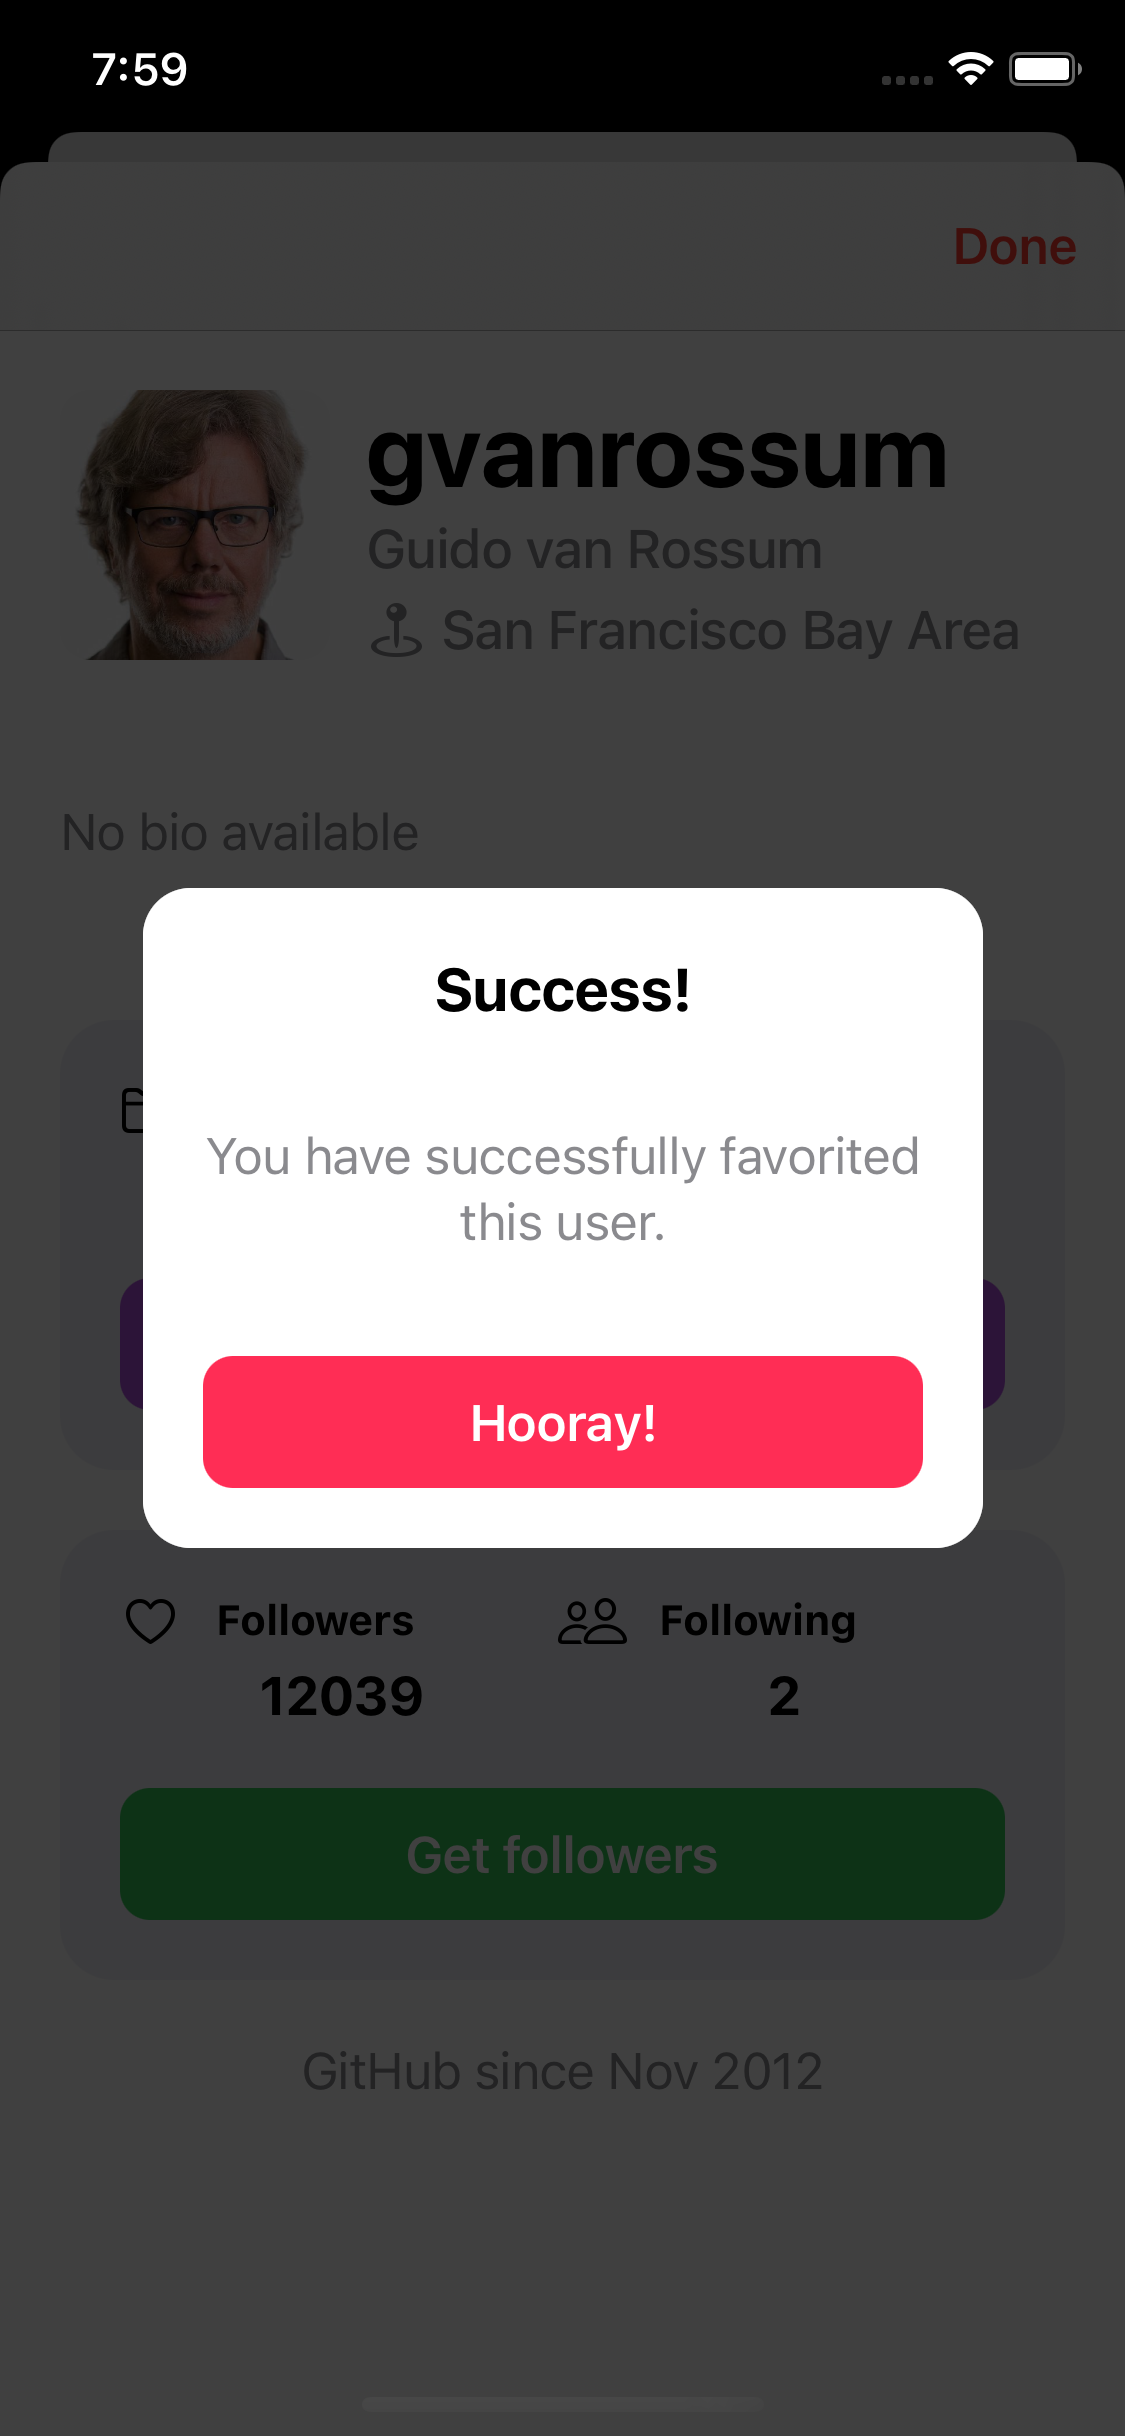 7:59
Done
gvanrossum
Guido van Rossum
San Francisco Bay Area
No bio available
Success!
You have successfully favorited
this user.
Hooray!
Followers
Following
12039
2
Get followers
GitHub since Nov 2012